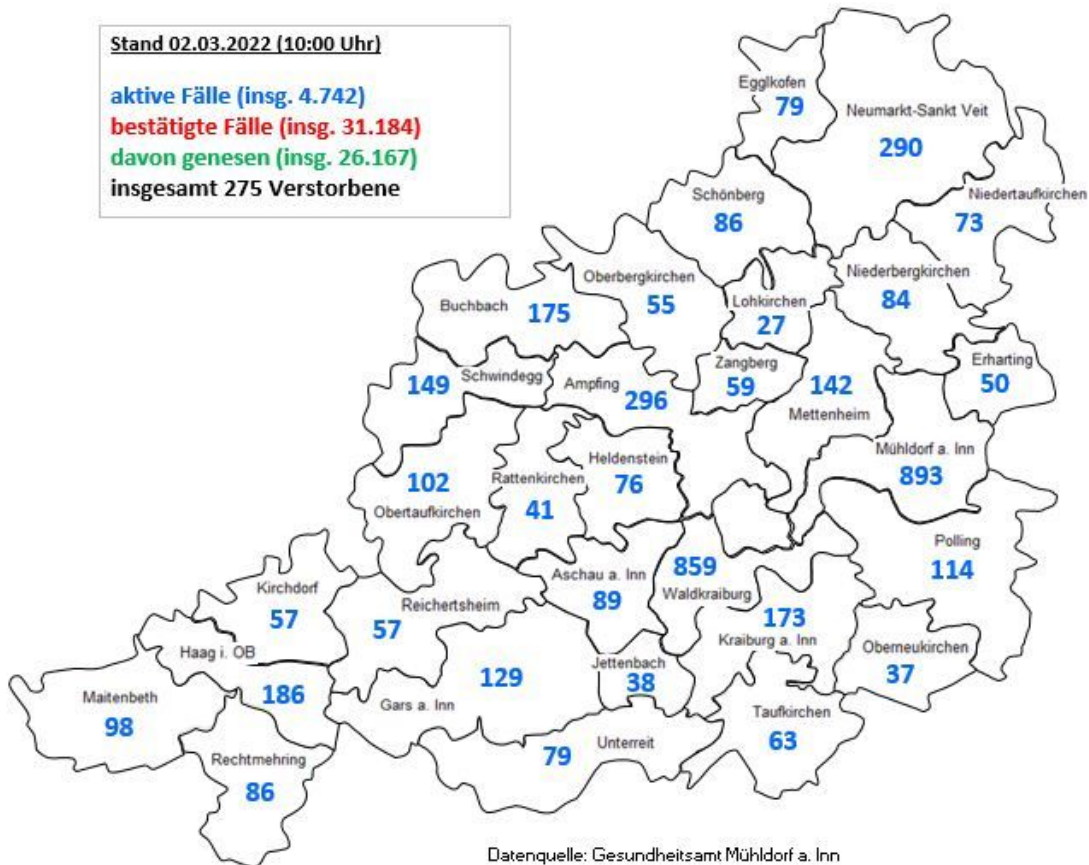 Stand 02.03.2022 (10:00 Uhr)
aktive Fälle (insg. 4.742)
bestätigte Fälle (insg. 31.184)
davon genesen (insg. 26.167)
insgesamt 275 Verstorbene
Egglkofen
79
Neumarkt-Sankt Veit
290
Niedertaufkirchen
73
Schönberg
86
Oberbergkirchen
55
Lohkirchen
27
Niederbergkirchen
84
Buchbach 175
Zangberg
59
142
Mettenheim
Erharting
50
149 Schwindegg
Ampfing
296
Mühldorf a. Inn
893
102
Obertaufkirchen
Rattenkirchen
41
Heldenstein
76
Polling
114
Aschau a. Inn
89
859
Waldkraiburg
Kirchdorf
57
Reichertsheim
57
173
Kraiburg a. Inn
Oberneukirchen
37
Haag i. OB
186
Maitenbeth
98
129
Gars a. Inn
Jettenbach
38
Taufkirchen
63
79 Unterreit
Rechtmehring
86
Datenquelle: Gesundheitsamt Mühldorf a. Inn